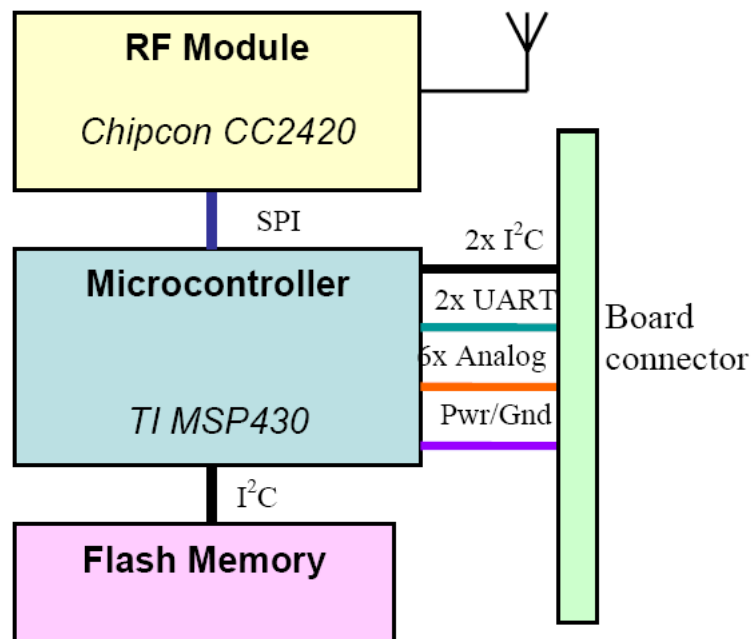 RF Module
Chipcon CC2420
SPI
Microcontroller
TI MSP430
2x I²C
2x UART
6x Analog
Pwr/Gnd
Board
connector
I²C
Flash Memory